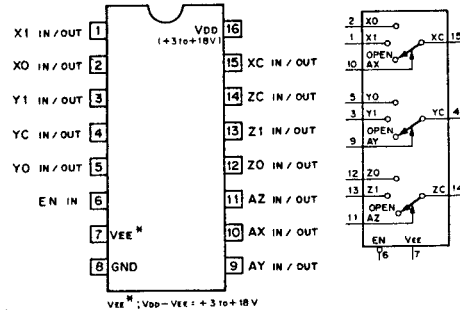 X1 IN/OUT 1
X0 IN/OUT 2
Y1 IN/OUT 3
YC IN/OUT 4
Y0 IN/OUT 5
EN IN 6
7 VEE*
8 GND
VDD 16
(+3 to +18V)
15 XC IN/OUT
14 ZC IN/OUT
13 Z1 IN/OUT
12 Z0 IN/OUT
11 AZ IN/OUT
10 AX IN/OUT
9 AY IN/OUT
VEE*; VDD-VEE = +3 to +18V
2 X0
1 X1 XC 15
OPEN
10 AX
5 Y0
3 Y1 YC 4
OPEN
9 AY
12 Z0
13 Z1 ZC 14
OPEN
11 AZ
EN VEE
6 7